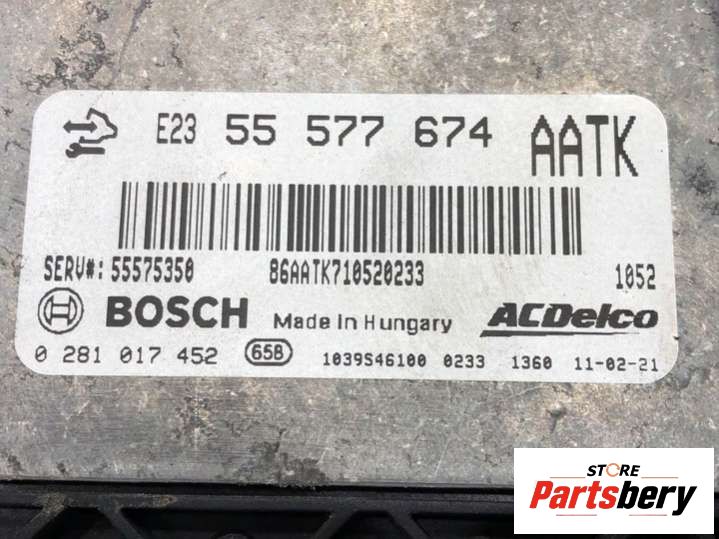 E23 55 577 674 AATK
SERV#: 55575350 86AATK710520233 1052
BOSCH Made in Hungary ACDelco
0 281 017 452 65B 1039S46100 0233 1360 11-02-21
STORE
Partsbery